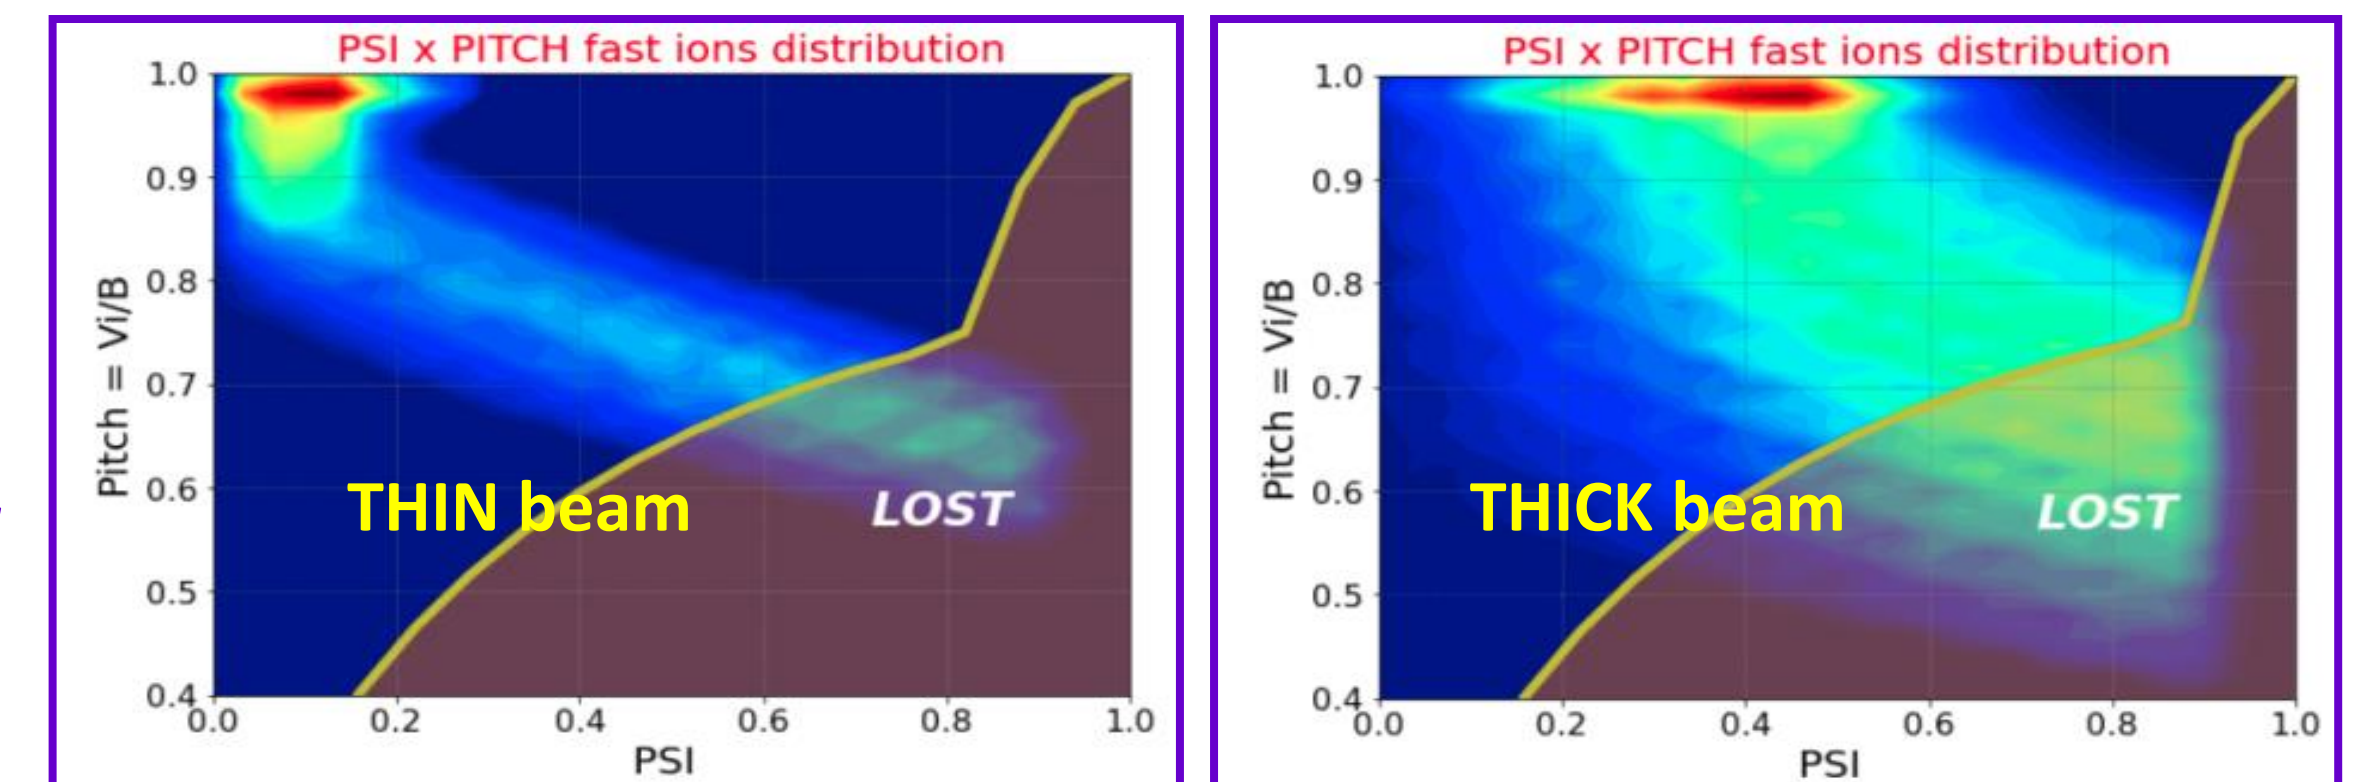 PSI x PITCH fast ions distribution
1.0
0.9
0.8
0.7
0.6
0.5
0.4
Pitch = Vi/B
THIN beam
LOST
0.0 0.2 0.4 0.6 0.8 1.0
PSI
PSI x PITCH fast ions distribution
1.0
0.9
0.8
0.7
0.6
0.5
0.4
Pitch = Vi/B
THICK beam
LOST
0.0 0.2 0.4 0.6 0.8 1.0
PSI